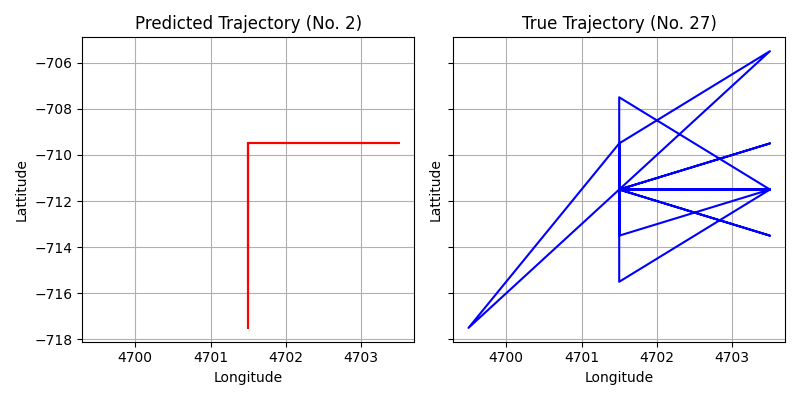 Predicted Trajectory (No. 2)
True Trajectory (No. 27)
−706
−708
−710
−712
−714
−716
−718
Lattitude
4700 4701 4702 4703
Longitude
Lattitude
4700 4701 4702 4703
Longitude